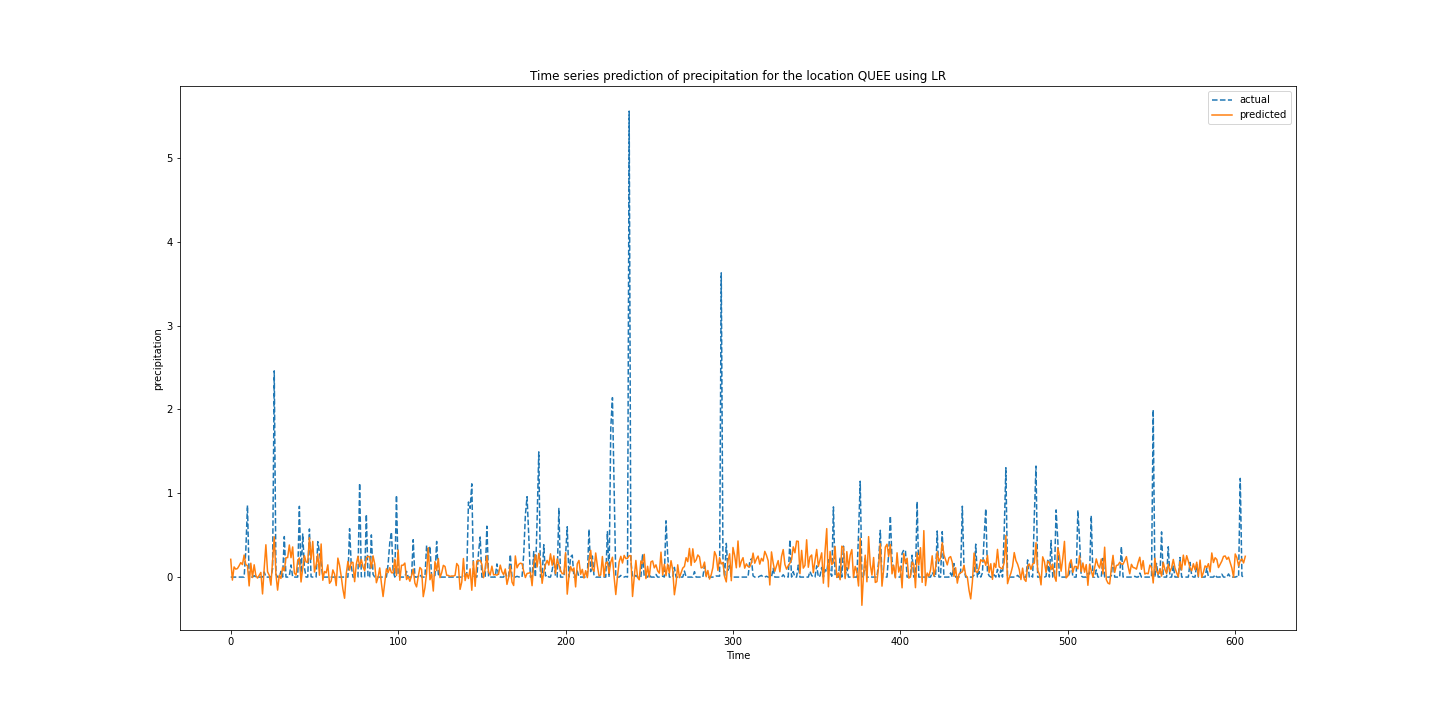 Time series prediction of precipitation for the location QUEE using LR
actual
predicted
5
4
3
2
1
0
precipitation
0 100 200 300 400 500 600
Time